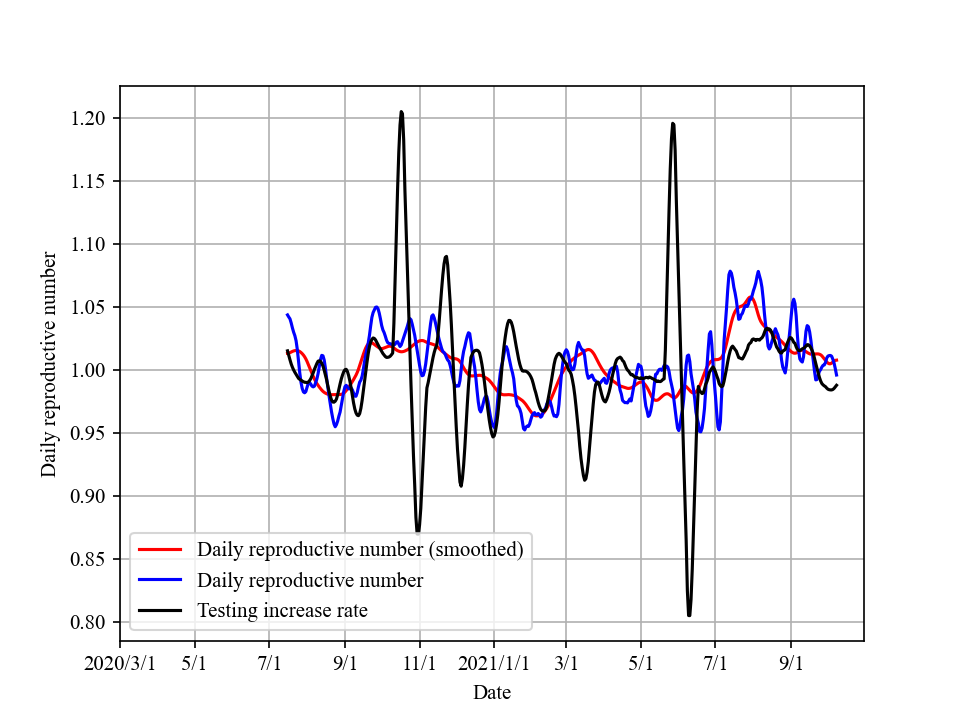 1.20
1.15
1.10
1.05
1.00
0.95
0.90
0.85
0.80
Daily reproductive number
Daily reproductive number (smoothed)
Daily reproductive number
Testing increase rate
2020/3/1 5/1 7/1 9/1 11/1 2021/1/1 3/1 5/1 7/1 9/1
Date